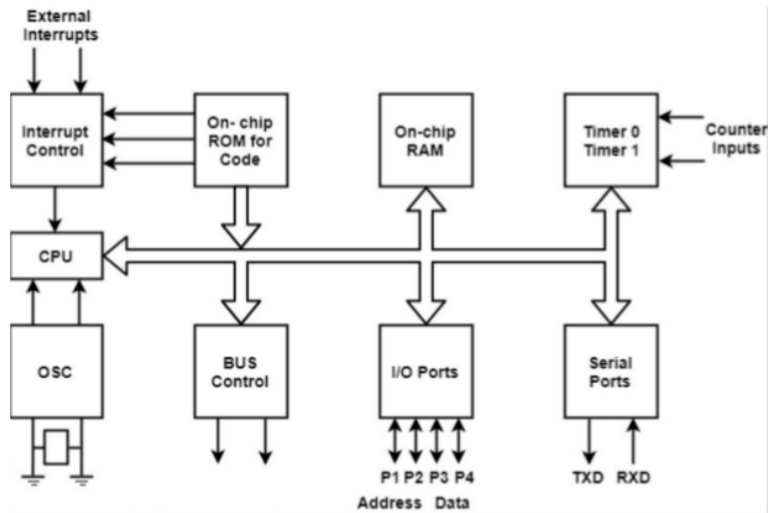 External
Interrupts
Interrupt
Control
On- chip
ROM for
Code
On-chip
RAM
Timer 0
Timer 1
Counter
Inputs
CPU
OSC
BUS
Control
I/O Ports
Serial
Ports
P1 P2 P3 P4
Address Data
TXD RXD